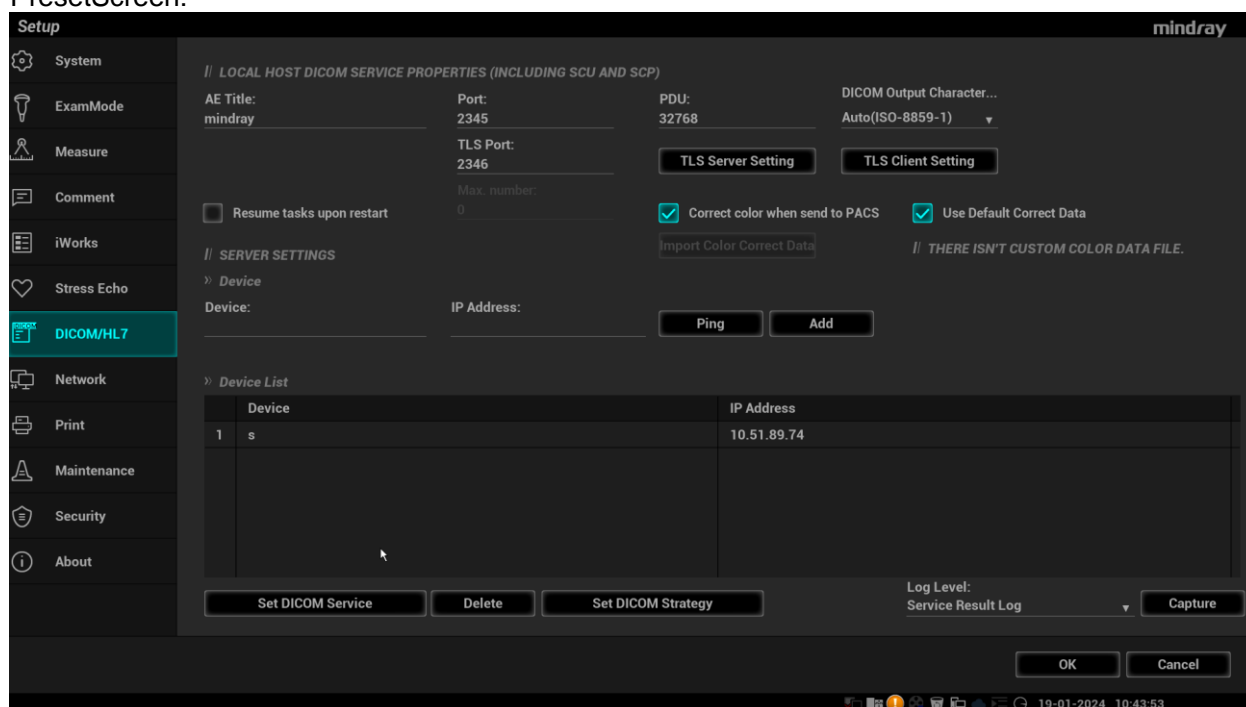 PresetScreen.
Setup
mindray
System
ExamMode
Measure
Comment
iWorks
Stress Echo
DICOM
DICOM/HL7
Network
Print
Maintenance
Security
About
// LOCAL HOST DICOM SERVICE PROPERTIES (INCLUDING SCU AND SCP)
AE Title:
mindray
Port:
2345
PDU:
32768
DICOM Output Character...
Auto(ISO-8859-1)
TLS Port:
2346
TLS Server Setting
TLS Client Setting
Max. number:
0
Resume tasks upon restart
Correct color when send to PACS
Use Default Correct Data
Import Color Correct Data
// THERE ISN'T CUSTOM COLOR DATA FILE.
// SERVER SETTINGS
» Device
Device:
IP Address:
Ping
Add
» Device List
Device IP Address
1 s 10.51.89.74
Set DICOM Service
Delete
Set DICOM Strategy
Log Level:
Service Result Log
Capture
OK
Cancel
19-01-2024 10:43:53